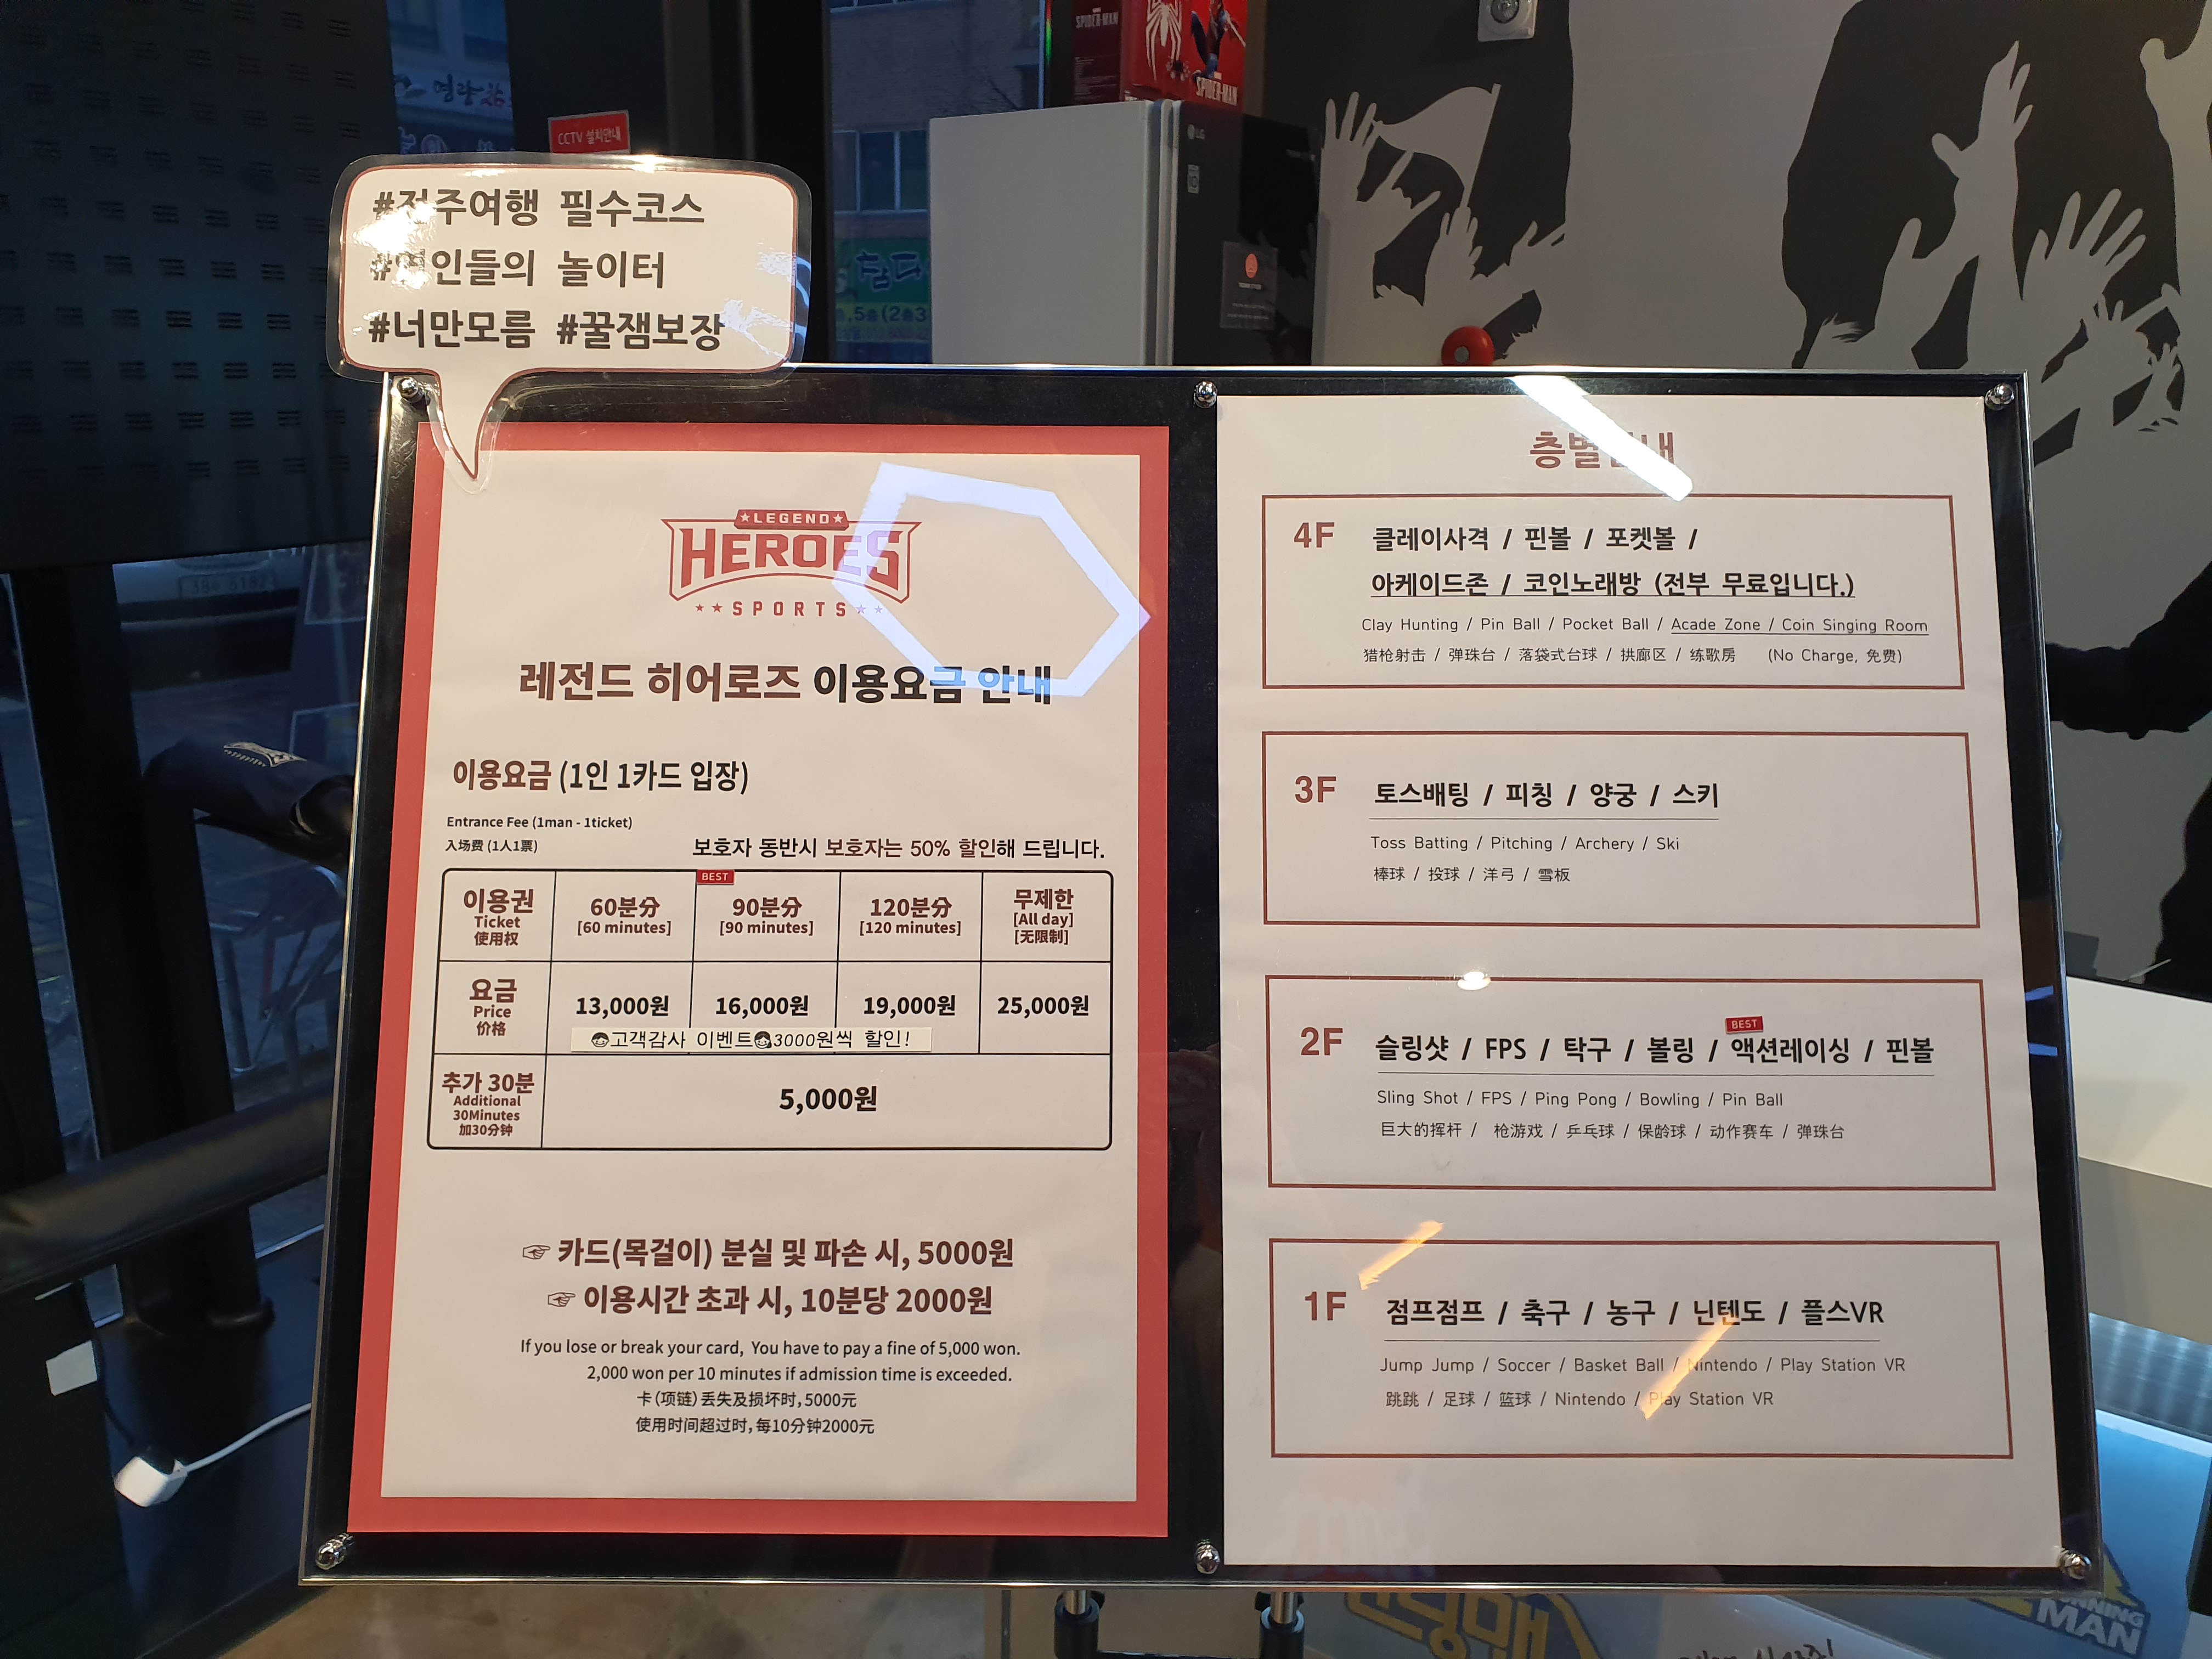 SPIDER-MAN
SPIDER-MAN
LG
CCTV 설치안내
#전주여행 필수코스
#연인들의 놀이터
#너만모름 #꿀잼보장
★LEGEND★
HEROES
★★SPORTS★★
레전드 히어로즈 이용요금 안내
이용요금 (1인 1카드 입장)
Entrance Fee (1man - 1ticket)
入场费 (1人1票)
보호자 동반시 보호자는 50% 할인해 드립니다.
BEST
이용권 60분分 90분分 120분分 무제한
Ticket [60 minutes] [90 minutes] [120 minutes] [All day]
使用权 [无限制]
요금
Price 13,000원 16,000원 19,000원 25,000원
价格
고객감사 이벤트 3000원씩 할인!
추가 30분
Additional
30Minutes
加30分钟
5,000원
☞ 카드(목걸이) 분실 및 파손 시, 5000원
☞ 이용시간 초과 시, 10분당 2000원
If you lose or break your card, You have to pay a fine of 5,000 won.
2,000 won per 10 minutes if admission time is exceeded.
卡(项链)丢失及损坏时,5000元
使用时间超过时,每10分钟2000元
층별안내
4F 클레이사격 / 핀볼 / 포켓볼 /
아케이드존 / 코인노래방 (전부 무료입니다.)
Clay Hunting / Pin Ball / Pocket Ball / Acade Zone / Coin Singing Room
猎枪射击 / 弹珠台 / 落袋式台球 / 拱廊区 / 练歌房 (No Charge, 免费)
3F 토스배팅 / 피칭 / 양궁 / 스키
Toss Batting / Pitching / Archery / Ski
棒球 / 投球 / 洋弓 / 雪板
BEST
2F 슬링샷 / FPS / 탁구 / 볼링 / 액션레이싱 / 핀볼
Sling Shot / FPS / Ping Pong / Bowling / Pin Ball
巨大的挥杆 / 枪游戏 / 乒乓球 / 保龄球 / 动作赛车 / 弹珠台
1F 점프점프 / 축구 / 농구 / 닌텐도 / 플스VR
Jump Jump / Soccer / Basket Ball / Nintendo / Play Station VR
跳跳 / 足球 / 篮球 / Nintendo / Play Station VR
MAN